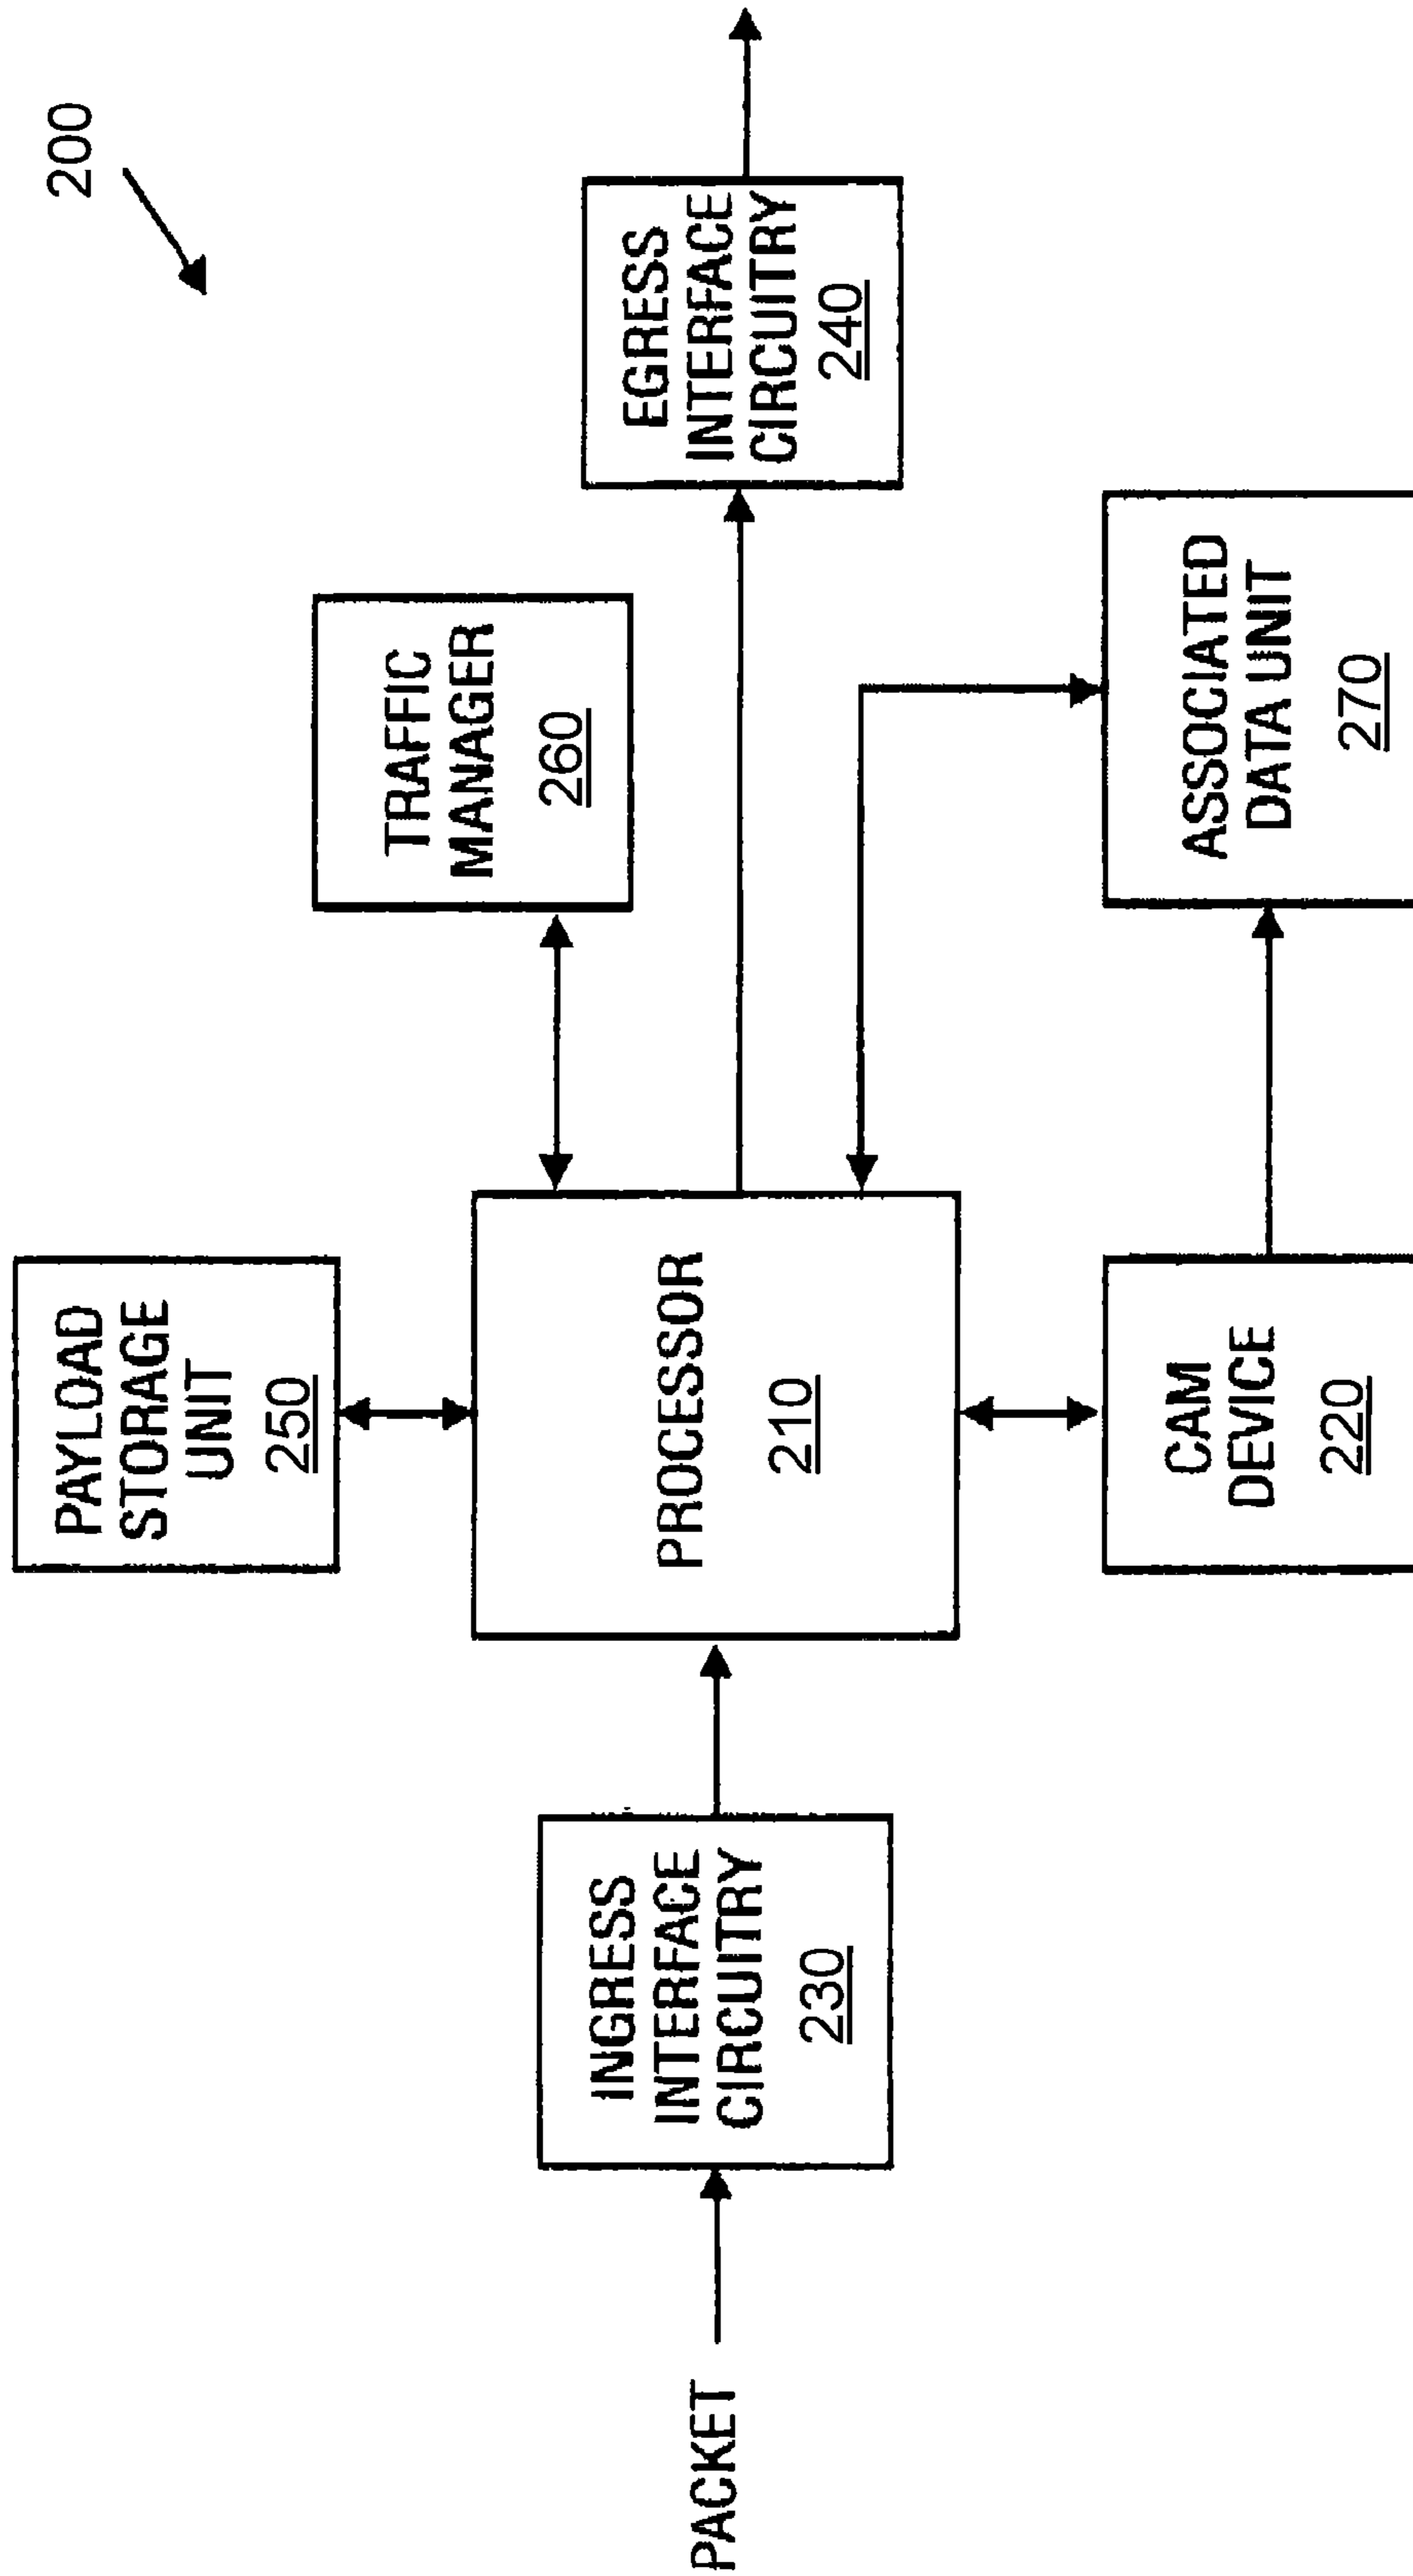 200
PAYLOAD
STORAGE
UNIT
250
TRAFFIC
MANAGER
260
PACKET
INGRESS
INTERFACE
CIRCUITRY
230
PROCESSOR
210
EGRESS
INTERFACE
CIRCUITRY
240
CAM
DEVICE
220
ASSOCIATED
DATA UNIT
270